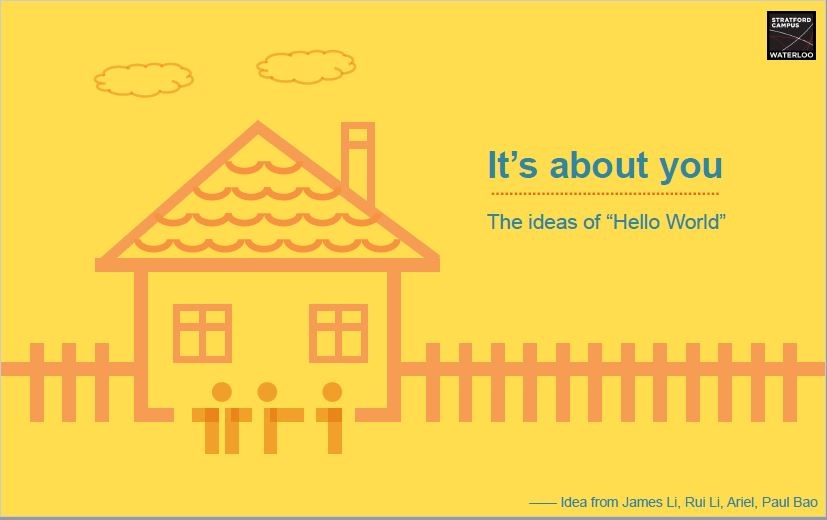 STRATFORD
CAMPUS
WATERLOO
It’s about you
The ideas of “Hello World”
—— Idea from James Li, Rui Li, Ariel, Paul Bao